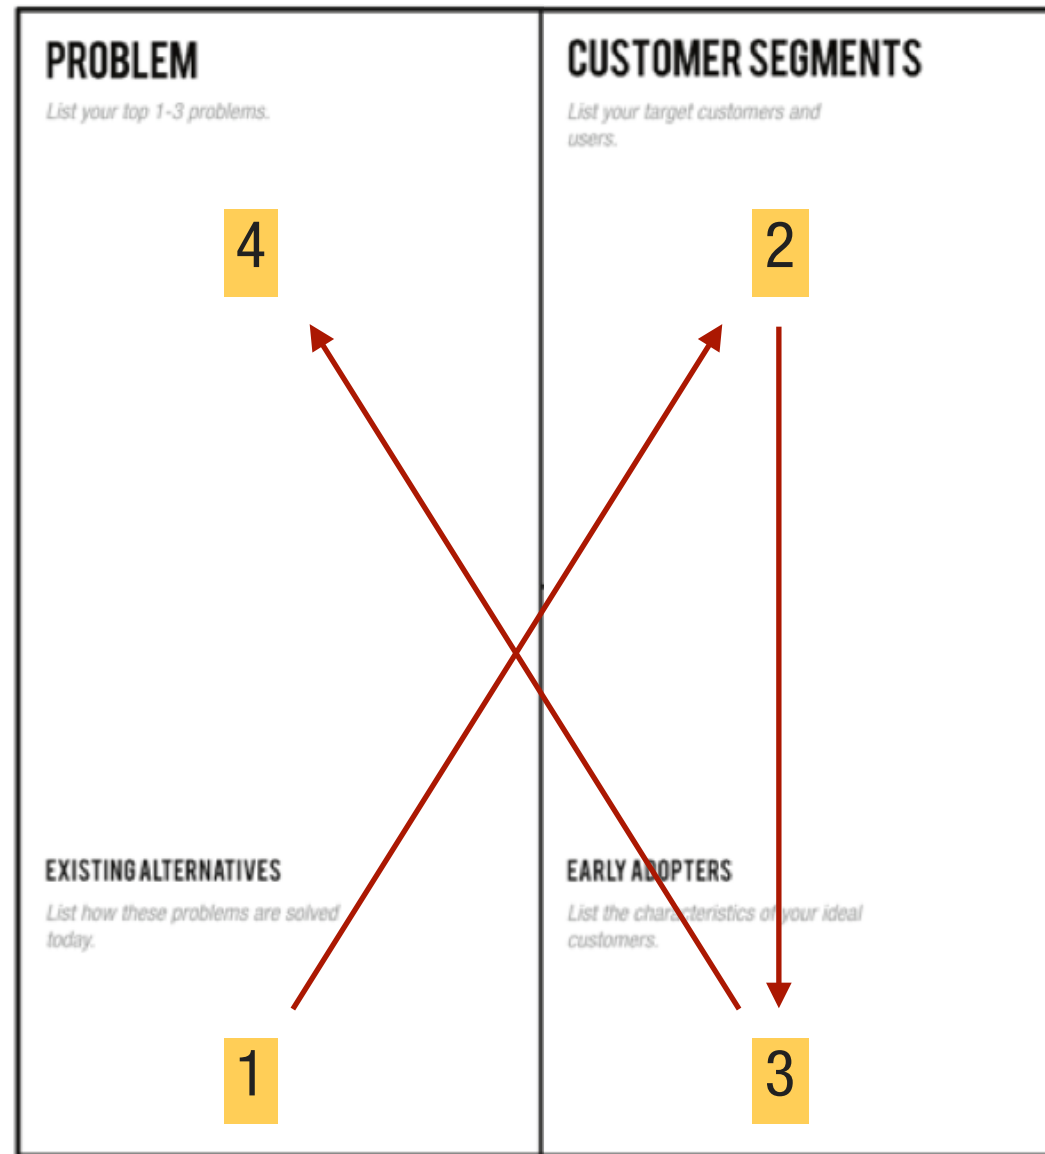 PROBLEM
List your top 1-3 problems.
4
EXISTING ALTERNATIVES
List how these problems are solved
today.
1
CUSTOMER SEGMENTS
List your target customers and
users.
2
EARLY ADOPTERS
List the characteristics of your ideal
customers.
3